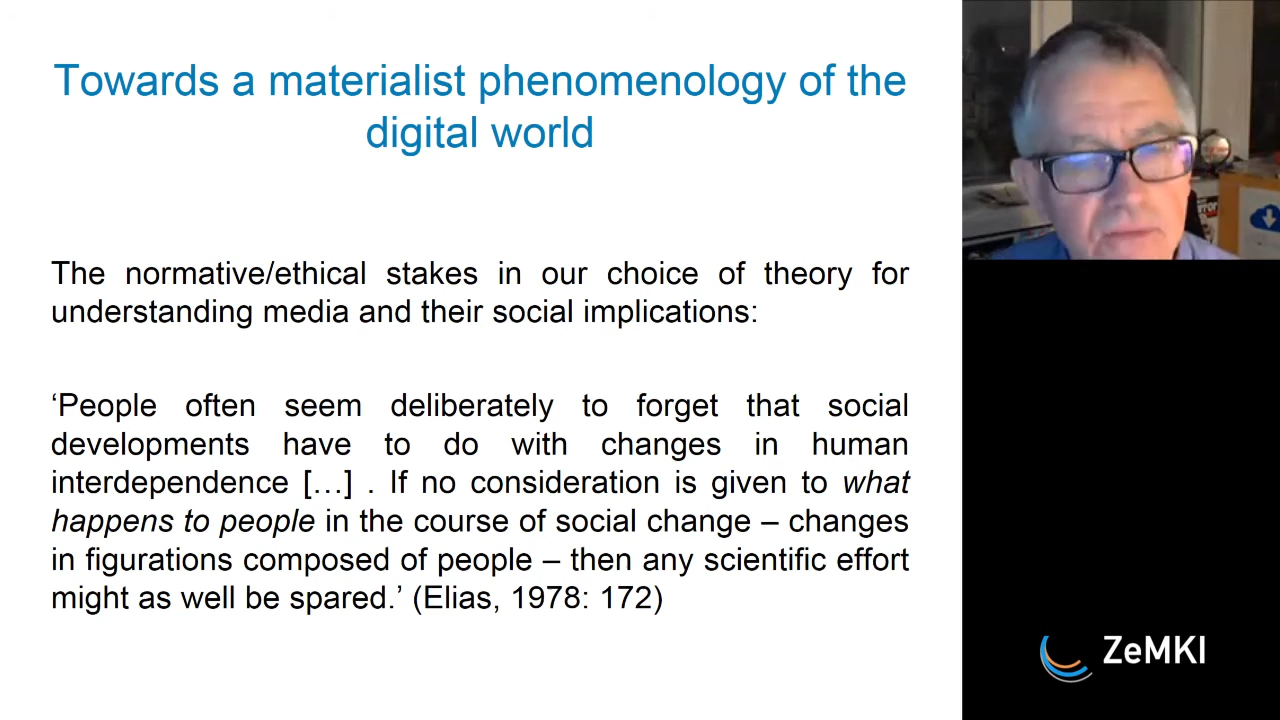 Towards a materialist phenomenology of the
digital world
The normative/ethical stakes in our choice of theory for
understanding media and their social implications:
‘People often seem deliberately to forget that social
developments have to do with changes in human
interdependence […] . If no consideration is given to what
happens to people in the course of social change – changes
in figurations composed of people – then any scientific effort
might as well be spared.’ (Elias, 1978: 172)
ZeMKI